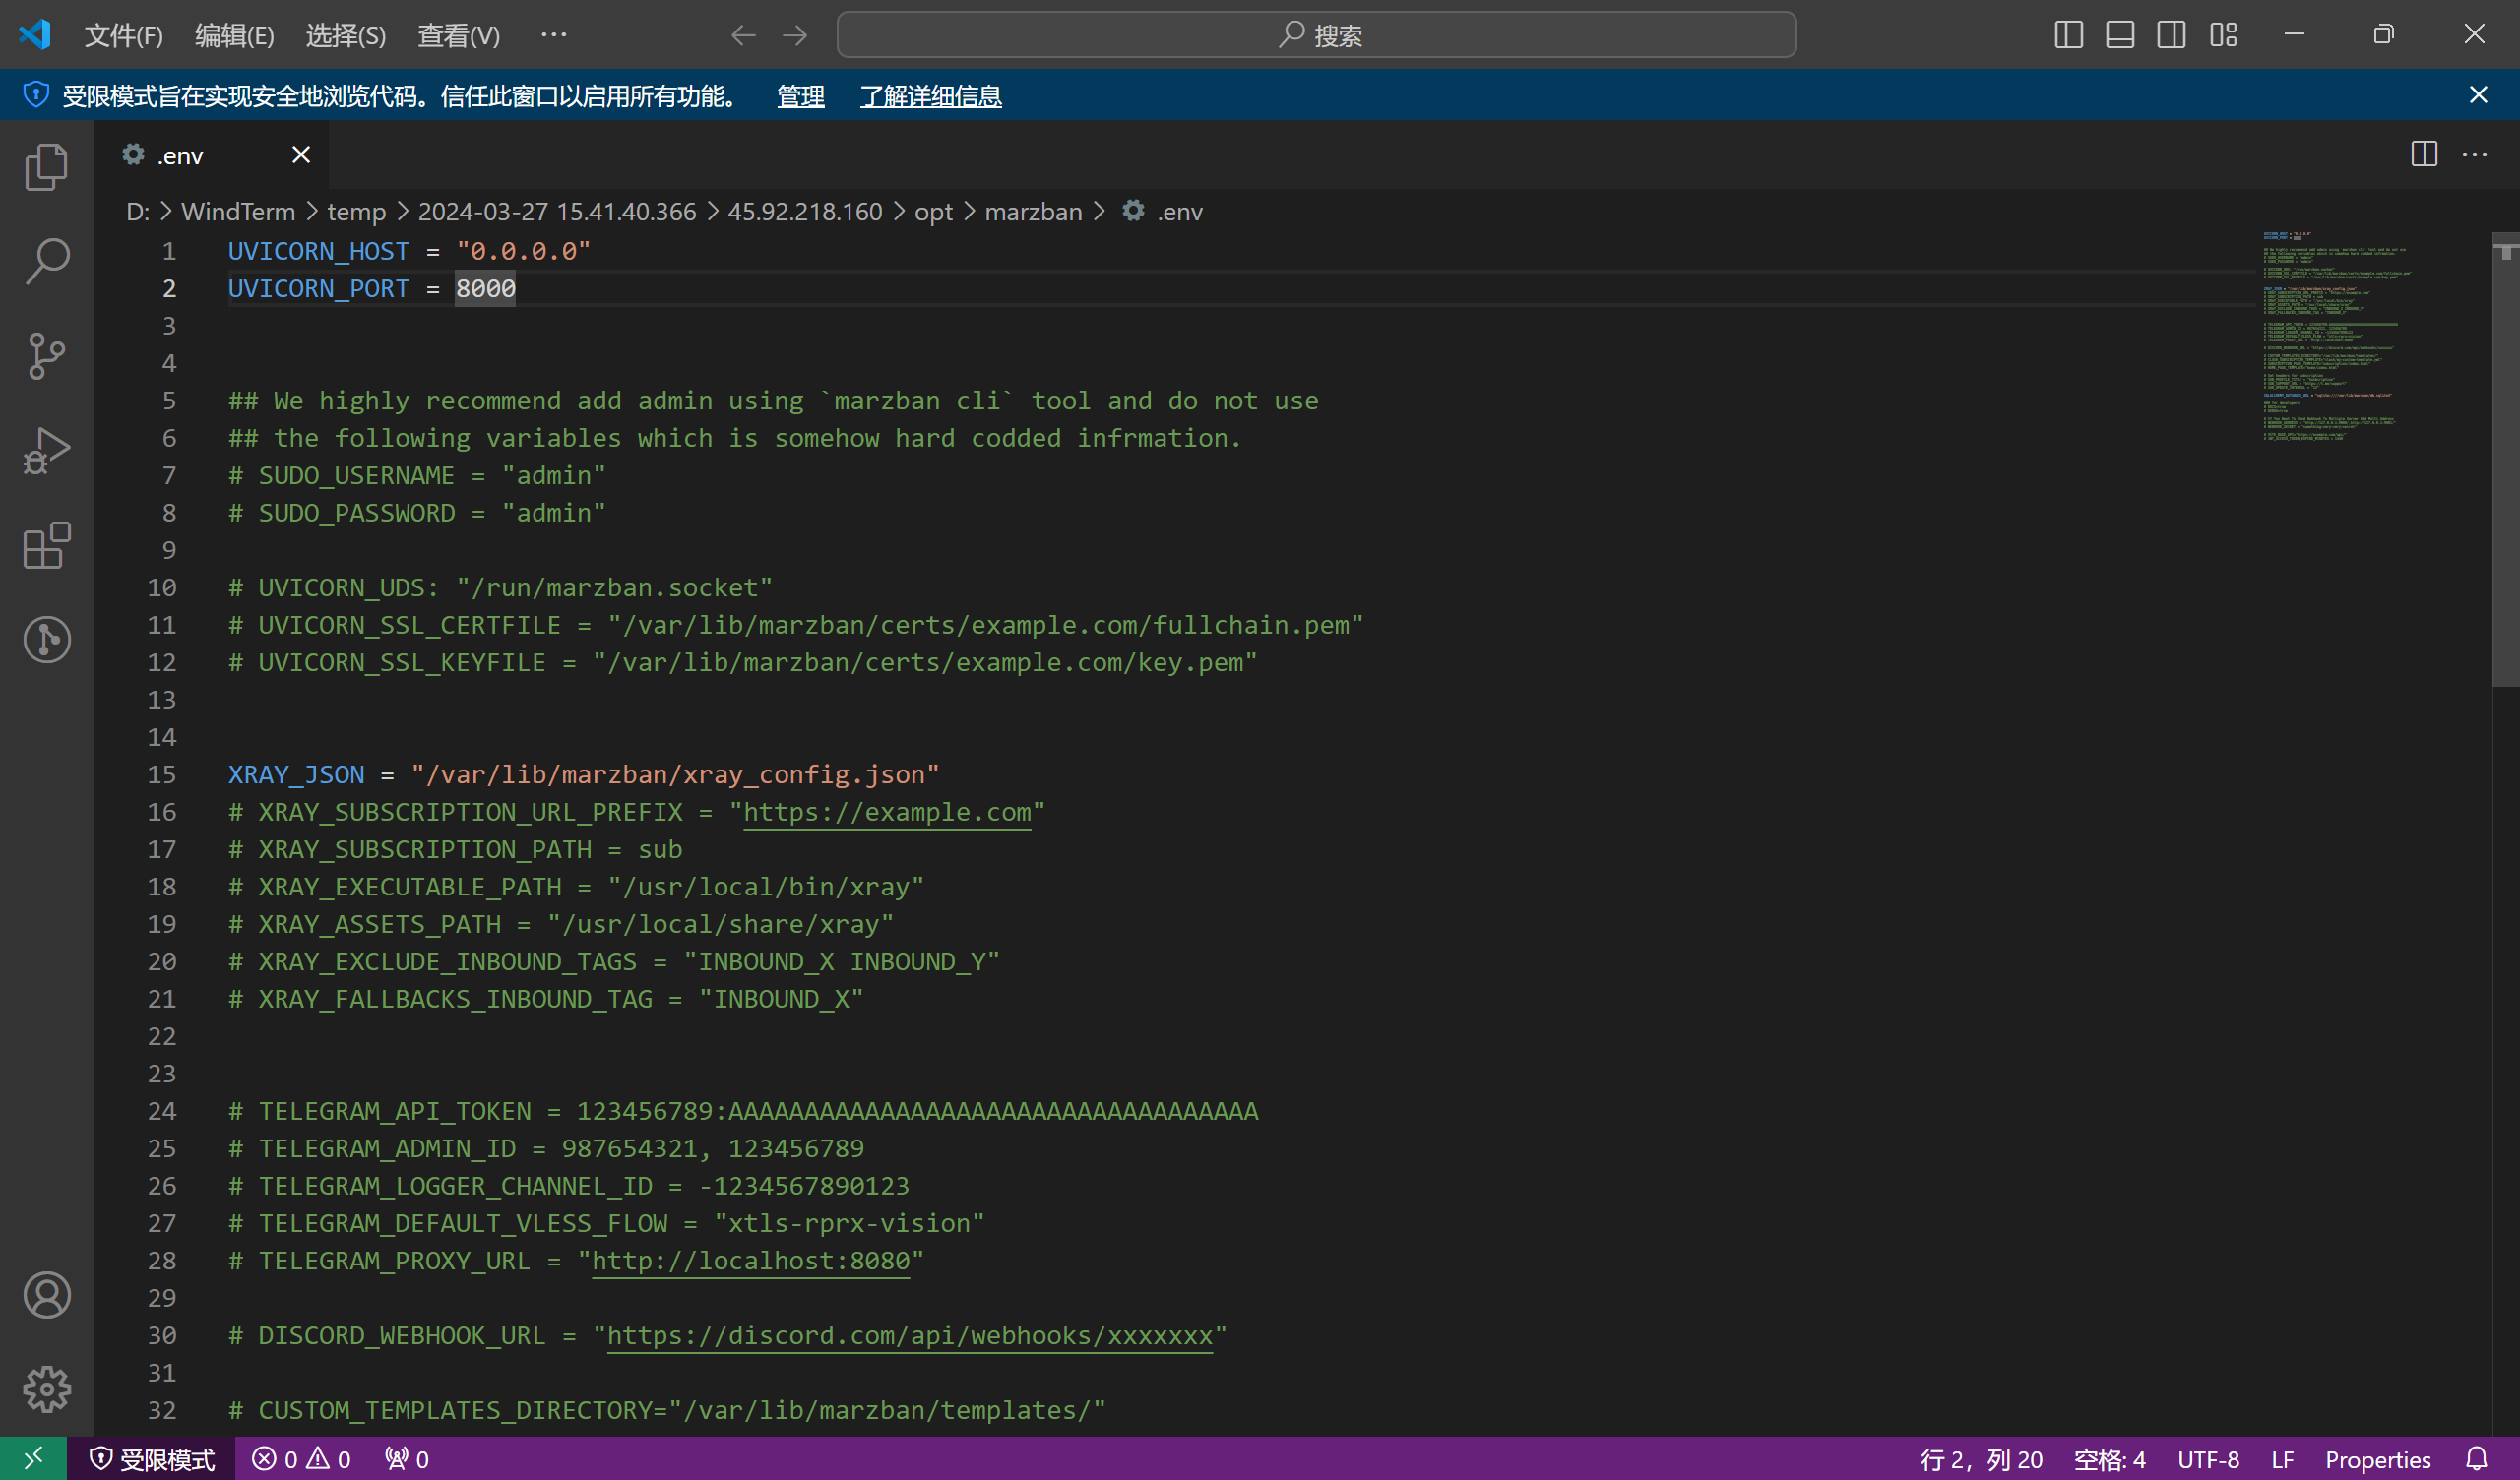 文件(F) 编辑(E) 选择(S) 查看(V) ··· 搜索
受限模式旨在实现安全地浏览代码。信任此窗口以启用所有功能。 管理 了解详细信息
.env
D: > WindTerm > temp > 2024-03-27 15.41.40.366 > 45.92.218.160 > opt > marzban > .env
1 UVICORN_HOST = "0.0.0.0"
2 UVICORN_PORT = 8000
3
4
5 ## We highly recommend add admin using `marzban cli` tool and do not use
6 ## the following variables which is somehow hard codded infrmation.
7 # SUDO_USERNAME = "admin"
8 # SUDO_PASSWORD = "admin"
9
10 # UVICORN_UDS: "/run/marzban.socket"
11 # UVICORN_SSL_CERTFILE = "/var/lib/marzban/certs/example.com/fullchain.pem"
12 # UVICORN_SSL_KEYFILE = "/var/lib/marzban/certs/example.com/key.pem"
13
14
15 XRAY_JSON = "/var/lib/marzban/xray_config.json"
16 # XRAY_SUBSCRIPTION_URL_PREFIX = "https://example.com"
17 # XRAY_SUBSCRIPTION_PATH = sub
18 # XRAY_EXECUTABLE_PATH = "/usr/local/bin/xray"
19 # XRAY_ASSETS_PATH = "/usr/local/share/xray"
20 # XRAY_EXCLUDE_INBOUND_TAGS = "INBOUND_X INBOUND_Y"
21 # XRAY_FALLBACKS_INBOUND_TAG = "INBOUND_X"
22
23
24 # TELEGRAM_API_TOKEN = 123456789:AAAAAAAAAAAAAAAAAAAAAAAAAAAAAAAAAAA
25 # TELEGRAM_ADMIN_ID = 987654321, 123456789
26 # TELEGRAM_LOGGER_CHANNEL_ID = -1234567890123
27 # TELEGRAM_DEFAULT_VLESS_FLOW = "xtls-rprx-vision"
28 # TELEGRAM_PROXY_URL = "http://localhost:8080"
29
30 # DISCORD_WEBHOOK_URL = "https://discord.com/api/webhooks/xxxxxxx"
31
32 # CUSTOM_TEMPLATES_DIRECTORY="/var/lib/marzban/templates/"
受限模式 0 0 0 行 2，列 20 空格: 4 UTF-8 LF Properties